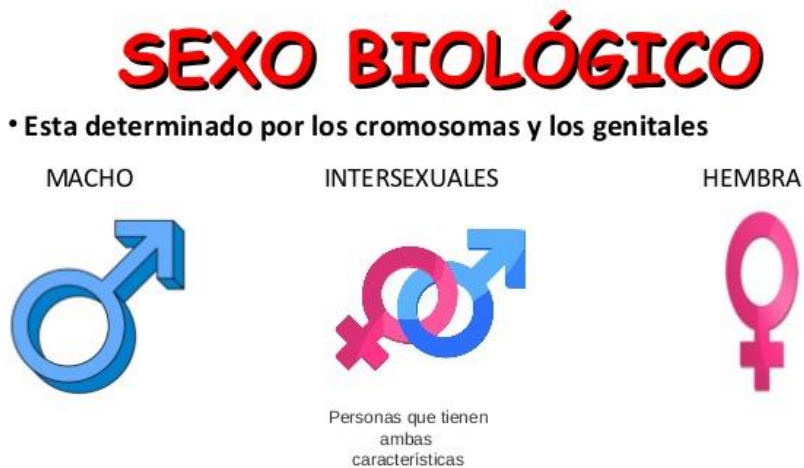 SEXO BIOLÓGICO
• Esta determinado por los cromosomas y los genitales
MACHO
INTERSEXUALES
HEMBRA
Personas que tienen
ambas
características